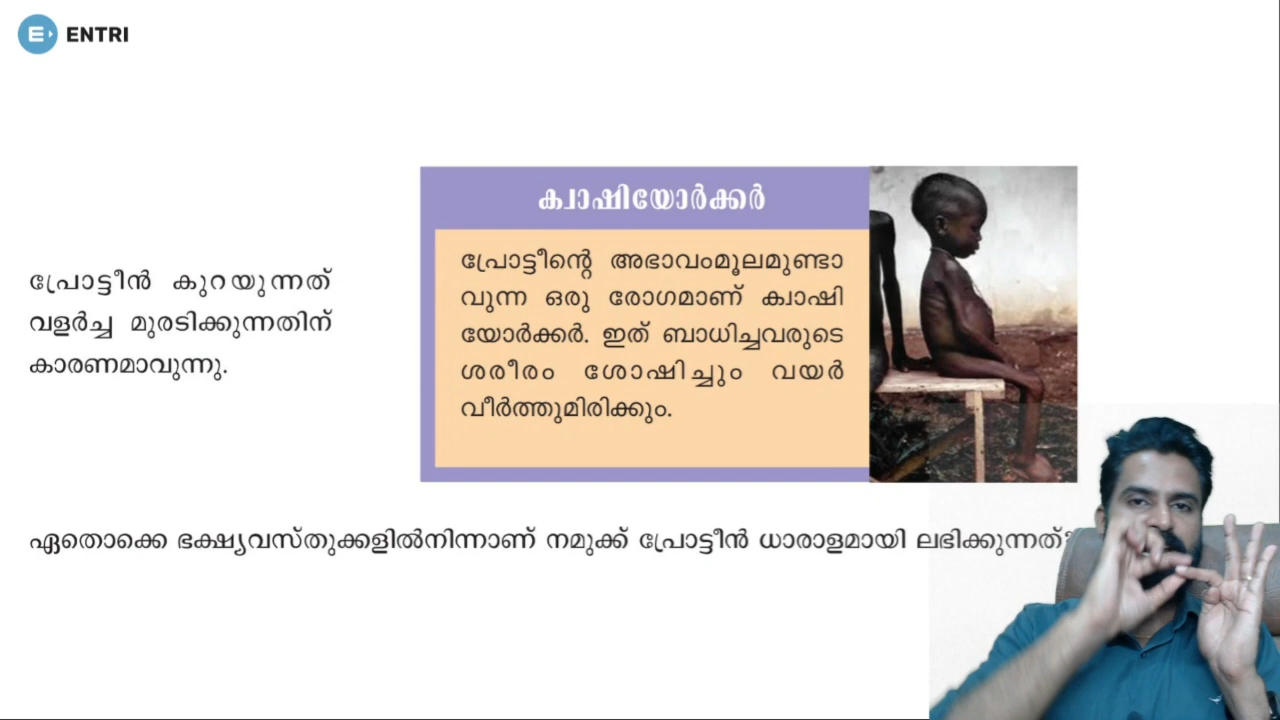 ENTRI
ക്വാഷിയോർക്കർ
പ്രോട്ടീൻ കുറയുന്നത്
വളർച്ച മുരടിക്കുന്നതിന്
കാരണമാവുന്നു.
പ്രോട്ടീന്റെ അഭാവംമൂലമുണ്ടാ
വുന്ന ഒരു രോഗമാണ് ക്വാഷി
യോർക്കർ. ഇത് ബാധിച്ചവരുടെ
ശരീരം ശോഷിച്ചും വയർ
വീർത്തുമിരിക്കും.
ഏതൊക്കെ ഭക്ഷ്യവസ്തുക്കളിൽനിന്നാണ് നമുക്ക് പ്രോട്ടീൻ ധാരാളമായി ലഭിക്കുന്നത്?